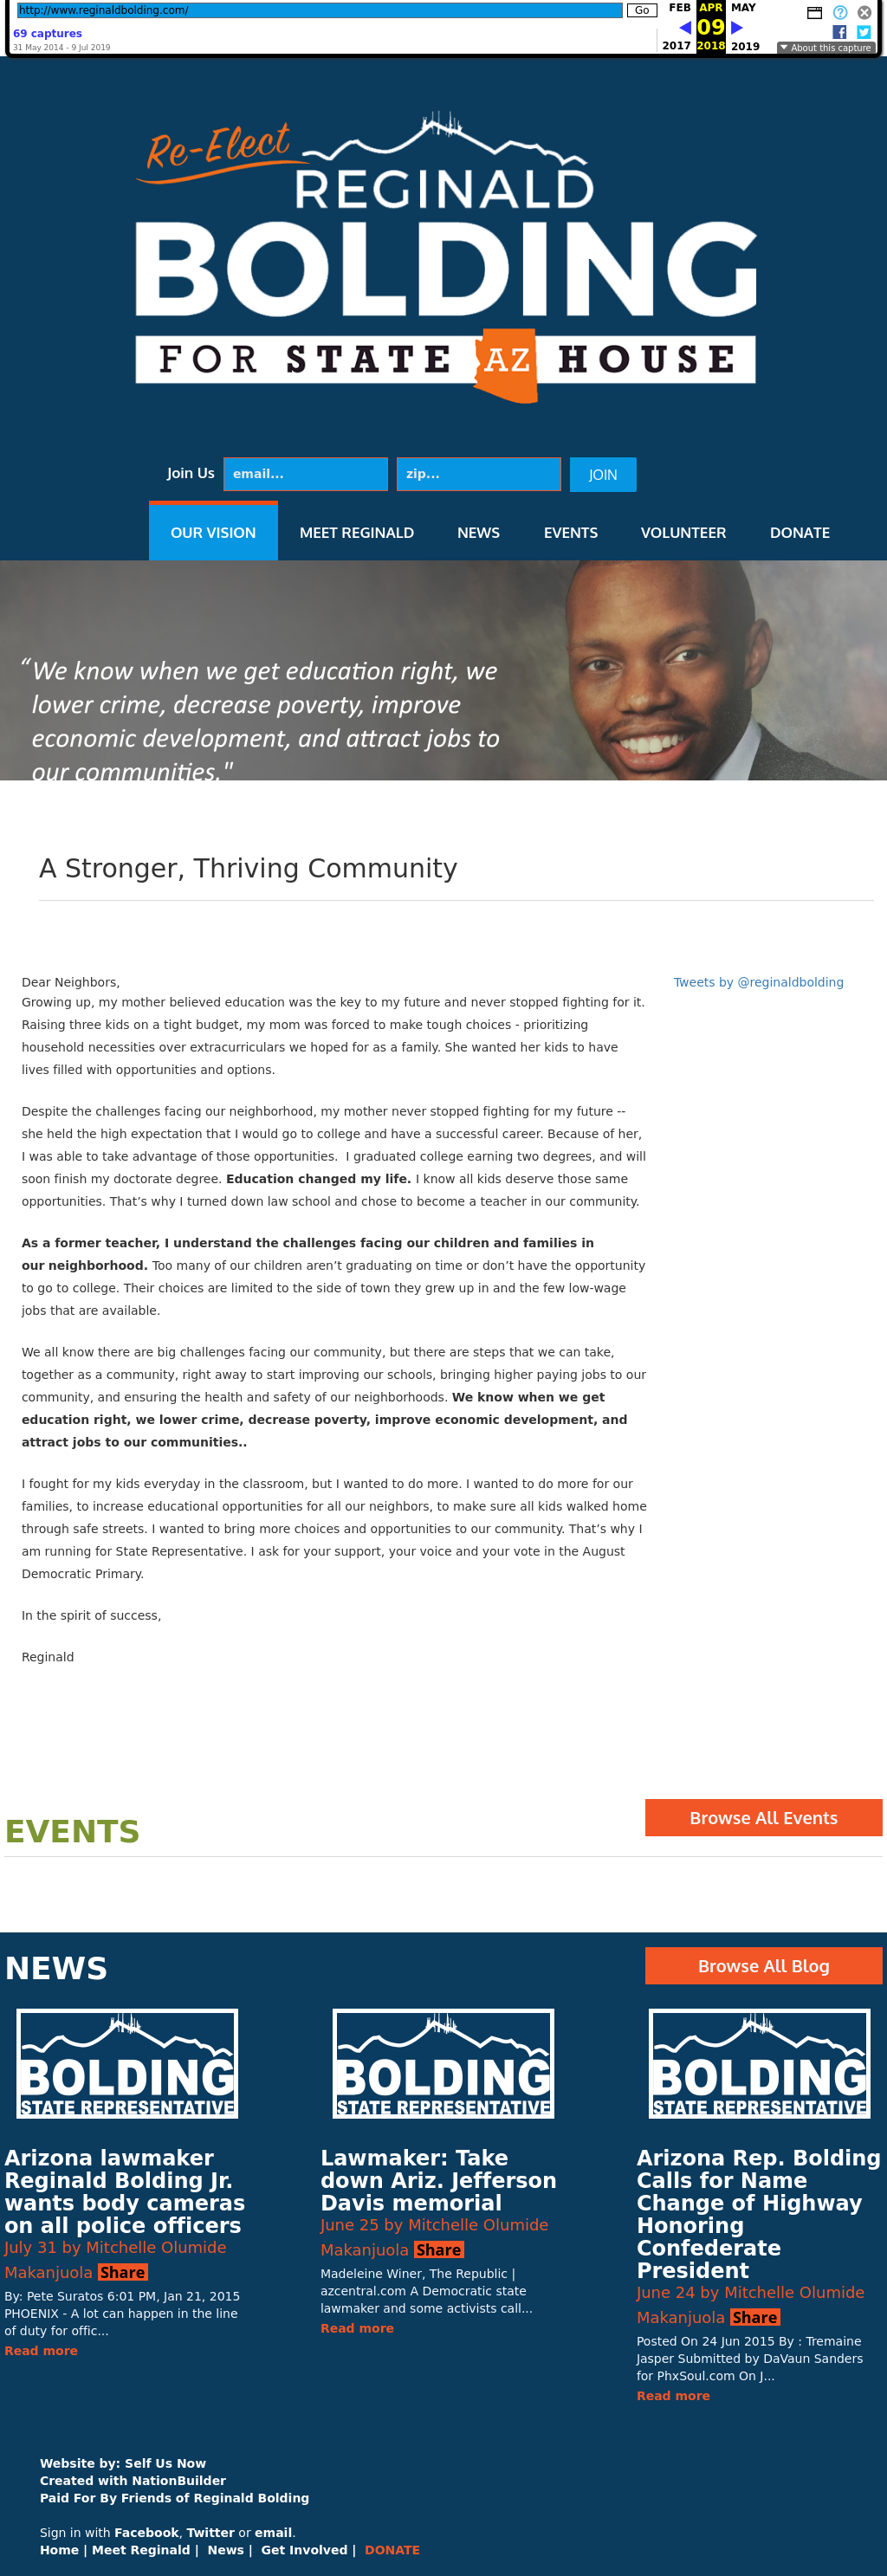 http://www.reginaldbolding.com/
Go
FEB APR MAY
69 captures
09
31 May 2014 - 9 Jul 2019
2017 2018 2019
About this capture
Re-Elect
REGINALD
BOLDING
FOR STATE AZ HOUSE
Join Us email... zip... JOIN
OUR VISION MEET REGINALD NEWS EVENTS VOLUNTEER DONATE
“We know when we get education right, we
lower crime, decrease poverty, improve
economic development, and attract jobs to
our communities."
A Stronger, Thriving Community
Dear Neighbors,
Tweets by @reginaldbolding
Growing up, my mother believed education was the key to my future and never stopped fighting for it.
Raising three kids on a tight budget, my mom was forced to make tough choices - prioritizing
household necessities over extracurriculars we hoped for as a family. She wanted her kids to have
lives filled with opportunities and options.
Despite the challenges facing our neighborhood, my mother never stopped fighting for my future --
she held the high expectation that I would go to college and have a successful career. Because of her,
I was able to take advantage of those opportunities.  I graduated college earning two degrees, and will
soon finish my doctorate degree. Education changed my life. I know all kids deserve those same
opportunities. That’s why I turned down law school and chose to become a teacher in our community.
As a former teacher, I understand the challenges facing our children and families in
our neighborhood. Too many of our children aren’t graduating on time or don’t have the opportunity
to go to college. Their choices are limited to the side of town they grew up in and the few low-wage
jobs that are available.
We all know there are big challenges facing our community, but there are steps that we can take,
together as a community, right away to start improving our schools, bringing higher paying jobs to our
community, and ensuring the health and safety of our neighborhoods. We know when we get
education right, we lower crime, decrease poverty, improve economic development, and
attract jobs to our communities..
I fought for my kids everyday in the classroom, but I wanted to do more. I wanted to do more for our
families, to increase educational opportunities for all our neighbors, to make sure all kids walked home
through safe streets. I wanted to bring more choices and opportunities to our community. That’s why I
am running for State Representative. I ask for your support, your voice and your vote in the August
Democratic Primary.
In the spirit of success,
Reginald
EVENTS
Browse All Events
NEWS
Browse All Blog
BOLDING
STATE REPRESENTATIVE
Arizona lawmaker
Reginald Bolding Jr.
wants body cameras
on all police officers
July 31 by Mitchelle Olumide
Makanjuola Share
By: Pete Suratos 6:01 PM, Jan 21, 2015
PHOENIX - A lot can happen in the line
of duty for offic...
Read more
BOLDING
STATE REPRESENTATIVE
Lawmaker: Take
down Ariz. Jefferson
Davis memorial
June 25 by Mitchelle Olumide
Makanjuola Share
Madeleine Winer, The Republic |
azcentral.com A Democratic state
lawmaker and some activists call...
Read more
BOLDING
STATE REPRESENTATIVE
Arizona Rep. Bolding
Calls for Name
Change of Highway
Honoring
Confederate
President
June 24 by Mitchelle Olumide
Makanjuola Share
Posted On 24 Jun 2015 By : Tremaine
Jasper Submitted by DaVaun Sanders
for PhxSoul.com On J...
Read more
Website by: Self Us Now
Created with NationBuilder
Paid For By Friends of Reginald Bolding
Sign in with Facebook, Twitter or email.
Home | Meet Reginald | News | Get Involved | DONATE